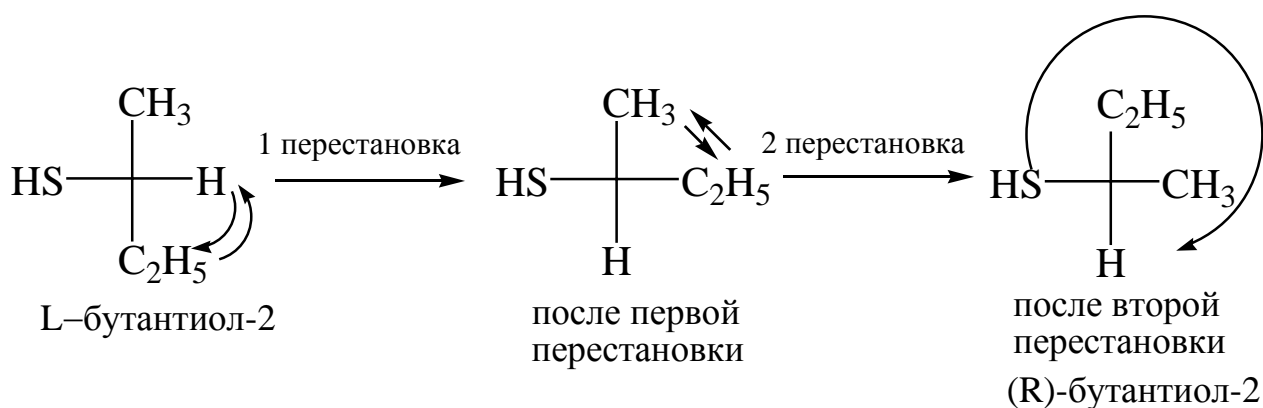 CH₃
HS H
C₂H₅
L–бутантиол-2
1 перестановка
CH₃
HS C₂H₅
H
после первой
перестановки
2 перестановка
C₂H₅
HS CH₃
H
после второй
перестановки
(R)-бутантиол-2